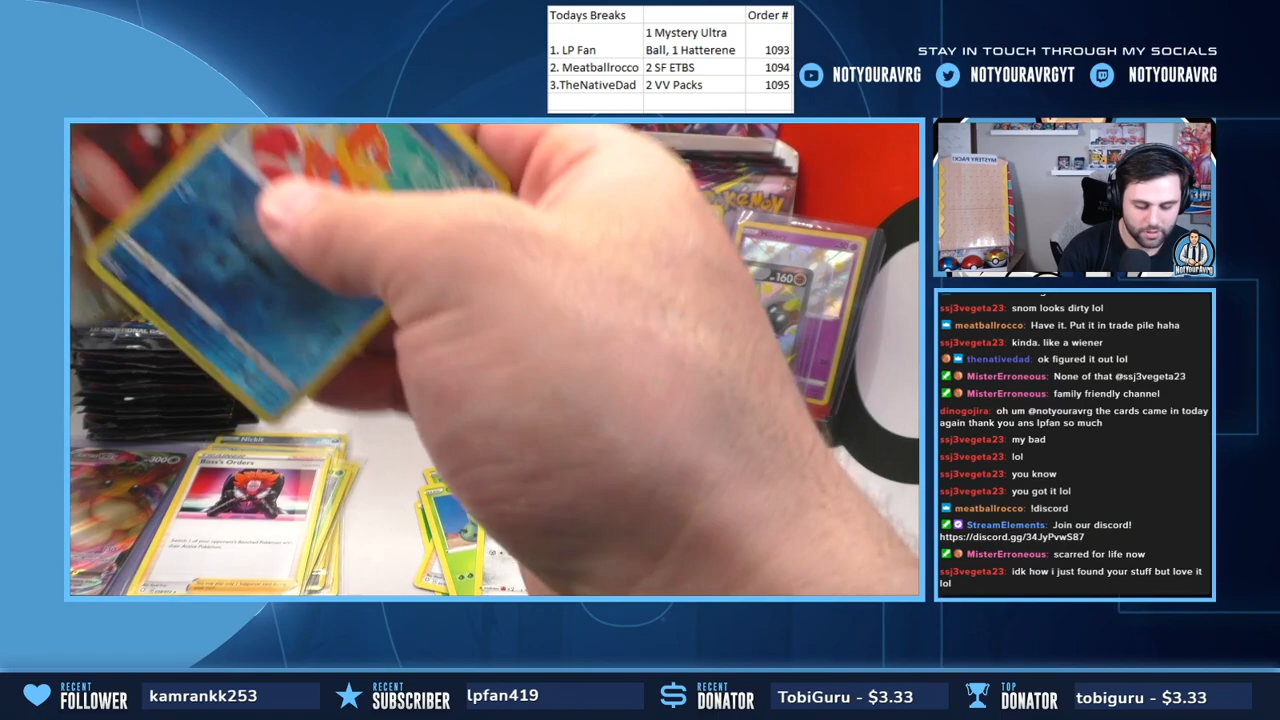 Todays Breaks Order #
1 Mystery Ultra
1. LP Fan Ball, 1 Hatterene 1093
2. Meatballrocco 2 SF ETBS 1094
3.TheNativeDad 2 VV Packs 1095
STAY IN TOUCH THROUGH MY SOCIALS
NOTYOURAVRG NOTYOURAVRGYT NOTYOURAVRG
MYSTERY PACK!
NOTYOURAVRG
160
300
Nickit
Boss's Orders
ssj3vegeta23: snom looks dirty lol
meatballrocco: Have it. Put it in trade pile haha
ssj3vegeta23: kinda. like a wiener
thenativedad: ok figured it out lol
MisterErroneous: None of that @ssj3vegeta23
MisterErroneous: family friendly channel
dinogojira: oh um @notyouravrg the cards came in today
again thank you ans lpfan so much
ssj3vegeta23: my bad
ssj3vegeta23: lol
ssj3vegeta23: you know
ssj3vegeta23: you got it lol
meatballrocco: !discord
StreamElements: Join our discord!
https://discord.gg/34JyPvwS87
MisterErroneous: scarred for life now
ssj3vegeta23: idk how i just found your stuff but love it
lol
RECENT FOLLOWER kamrankk253
RECENT SUBSCRIBER lpfan419
RECENT DONATOR TobiGuru - $3.33
TOP DONATOR tobiguru - $3.33